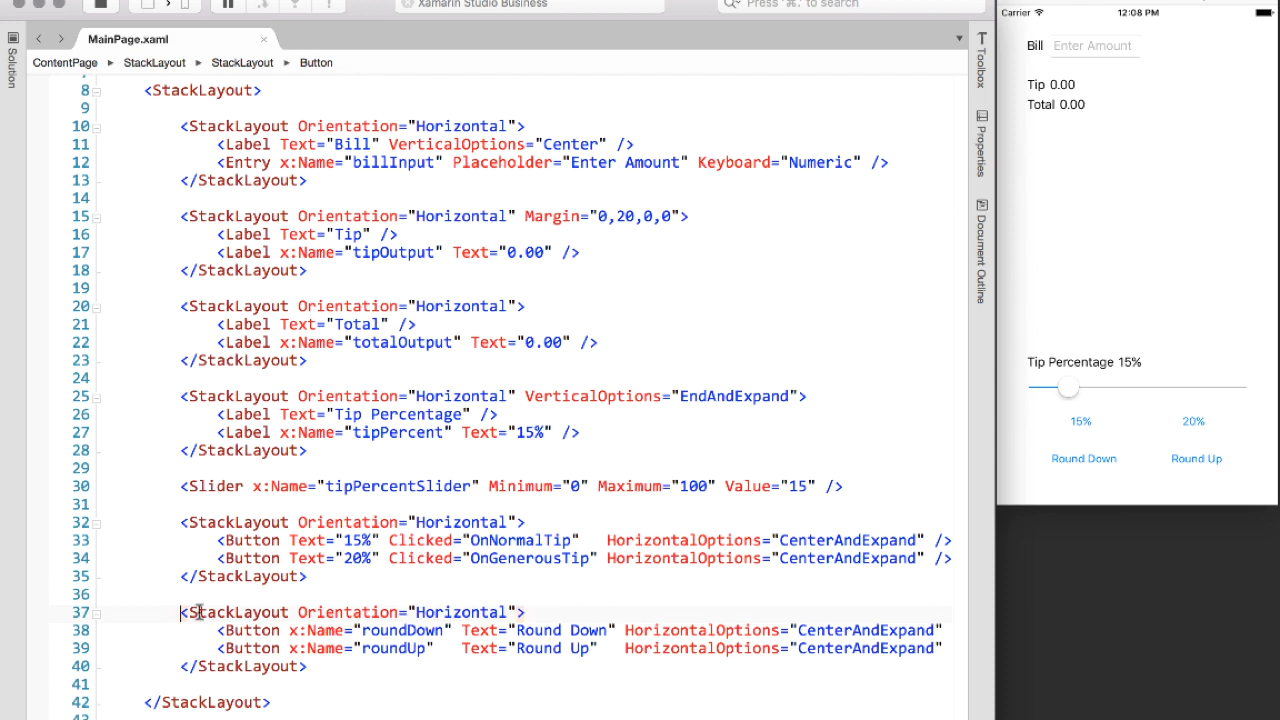 Xamarin Studio Business
Press '⌘.' to search
Solution
MainPage.xaml
ContentPage ▸ StackLayout ▸ StackLayout ▸ Button
8 <StackLayout>
9
10 <StackLayout Orientation="Horizontal">
11 <Label Text="Bill" VerticalOptions="Center" />
12 <Entry x:Name="billInput" Placeholder="Enter Amount" Keyboard="Numeric" />
13 </StackLayout>
14
15 <StackLayout Orientation="Horizontal" Margin="0,20,0,0">
16 <Label Text="Tip" />
17 <Label x:Name="tipOutput" Text="0.00" />
18 </StackLayout>
19
20 <StackLayout Orientation="Horizontal">
21 <Label Text="Total" />
22 <Label x:Name="totalOutput" Text="0.00" />
23 </StackLayout>
24
25 <StackLayout Orientation="Horizontal" VerticalOptions="EndAndExpand">
26 <Label Text="Tip Percentage" />
27 <Label x:Name="tipPercent" Text="15%" />
28 </StackLayout>
29
30 <Slider x:Name="tipPercentSlider" Minimum="0" Maximum="100" Value="15" />
31
32 <StackLayout Orientation="Horizontal">
33 <Button Text="15%" Clicked="OnNormalTip" HorizontalOptions="CenterAndExpand" />
34 <Button Text="20%" Clicked="OnGenerousTip" HorizontalOptions="CenterAndExpand" />
35 </StackLayout>
36
37 <StackLayout Orientation="Horizontal">
38 <Button x:Name="roundDown" Text="Round Down" HorizontalOptions="CenterAndExpand"
39 <Button x:Name="roundUp" Text="Round Up" HorizontalOptions="CenterAndExpand"
40 </StackLayout>
41
42 </StackLayout>
Toolbox
Properties
Document Outline
Carrier 12:08 PM
Bill Enter Amount
Tip 0.00
Total 0.00
Tip Percentage 15%
15% 20%
Round Down Round Up